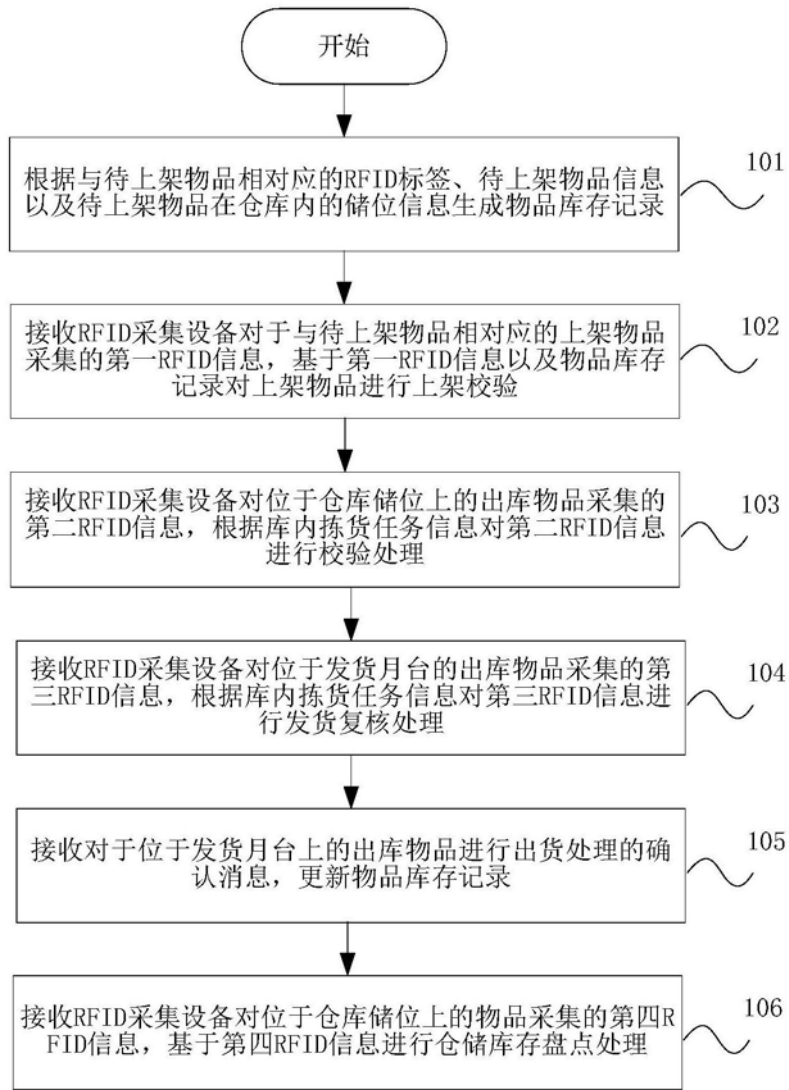 开始
根据与待上架物品相对应的RFID标签、待上架物品信息
以及待上架物品在仓库内的储位信息生成物品库存记录
101
接收RFID采集设备对于与待上架物品相对应的上架物品
采集的第一RFID信息，基于第一RFID信息以及物品库存
记录对上架物品进行上架校验
102
接收RFID采集设备对位于仓库储位上的出库物品采集的
第二RFID信息，根据库内拣货任务信息对第二RFID信息
进行校验处理
103
接收RFID采集设备对位于发货月台的出库物品采集的第
三RFID信息，根据库内拣货任务信息对第三RFID信息进
行发货复核处理
104
接收对于位于发货月台上的出库物品进行出货处理的确
认消息，更新物品库存记录
105
接收RFID采集设备对位于仓库储位上的物品采集的第四R
FID信息，基于第四RFID信息进行仓储库存盘点处理
106